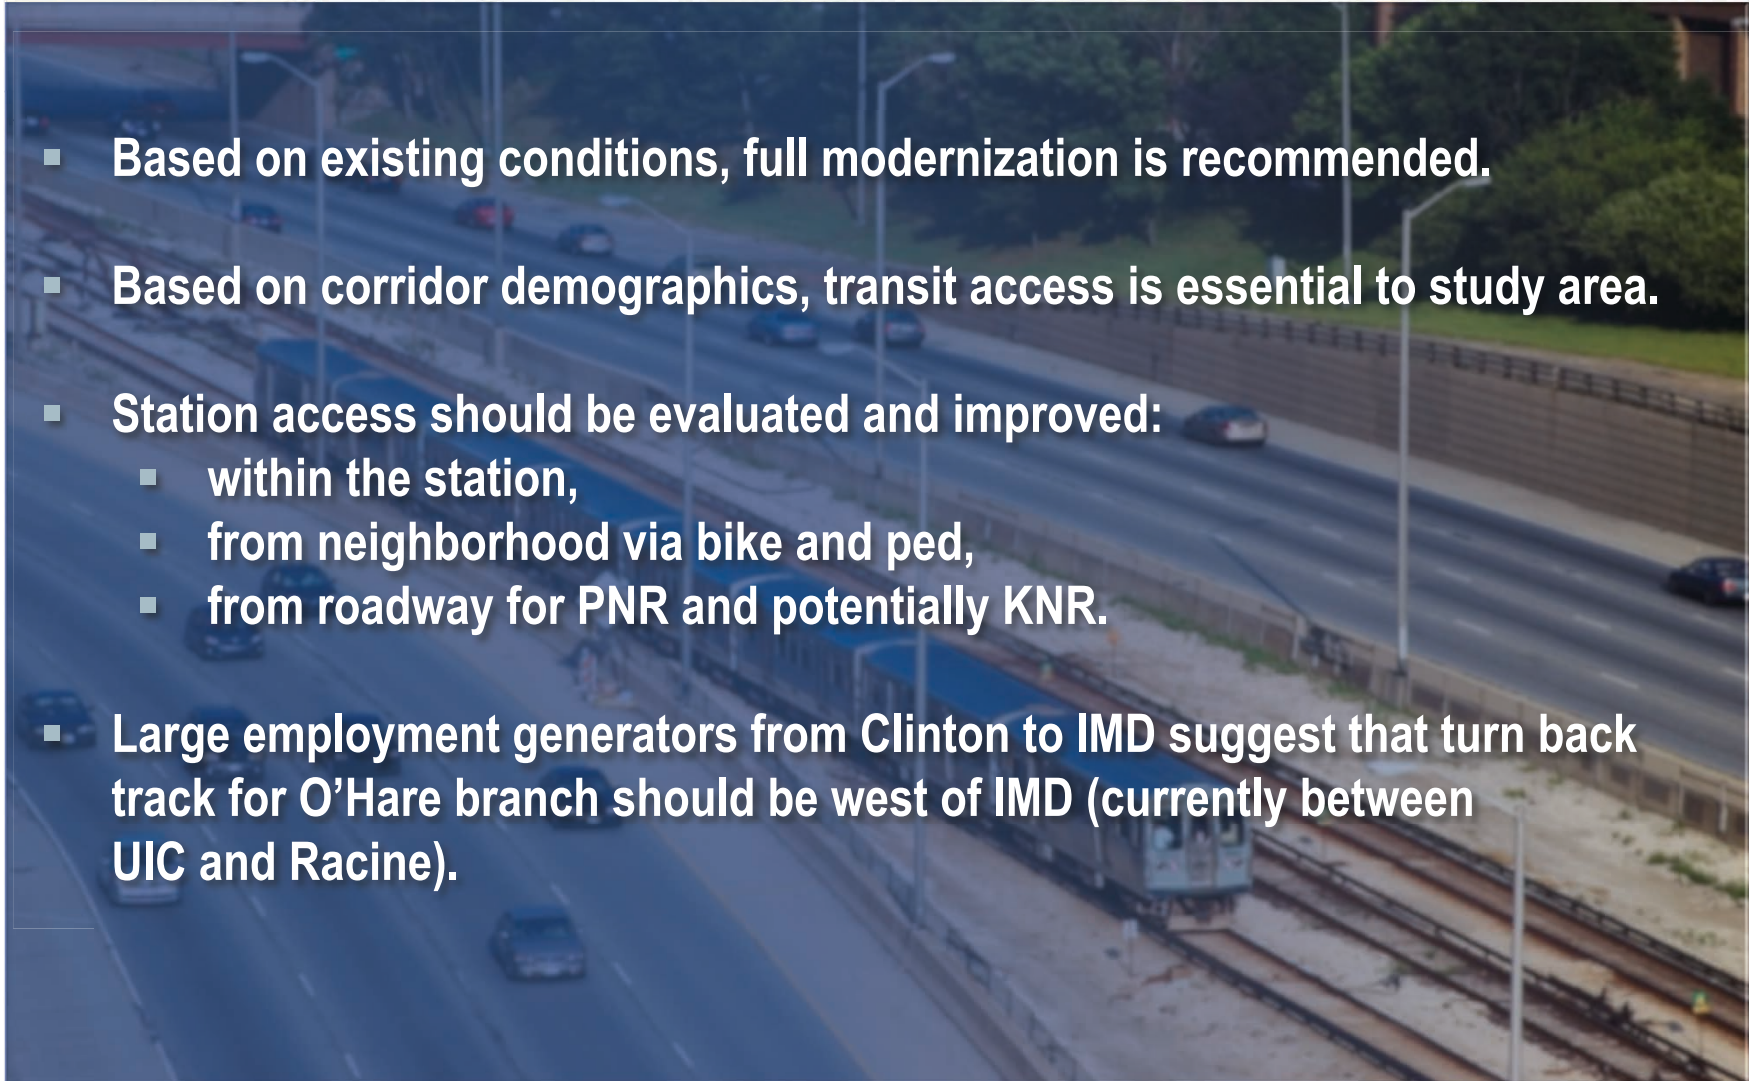 Based on existing conditions, full modernization is recommended.
Based on corridor demographics, transit access is essential to study area.
Station access should be evaluated and improved:
within the station,
from neighborhood via bike and ped,
from roadway for PNR and potentially KNR.
Large employment generators from Clinton to IMD suggest that turn back
track for O’Hare branch should be west of IMD (currently between
UIC and Racine).